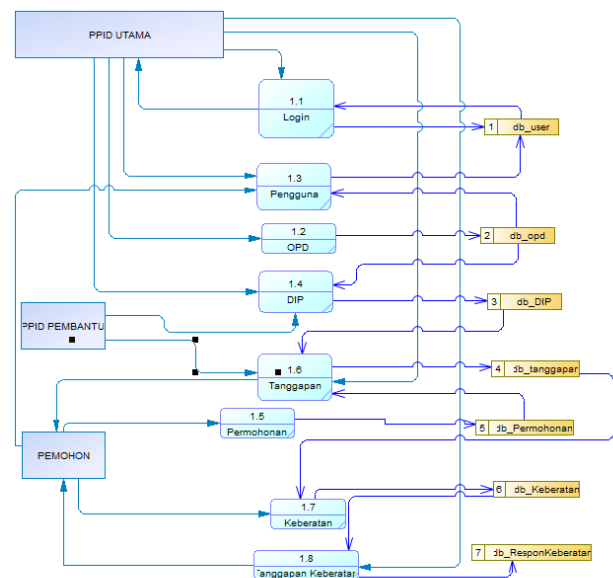 PPID UTAMA
1.1
Login
1 db_user
1.3
Pengguna
1.2
OPD
2 db_opd
1.4
DIP
3 db_DIP
PPID PEMBANTU
1.6
Tanggapan
4 db_tanggapan
1.5
Permohonan
5 db_Permohonan
PEMOHON
6 db_Keberatan
1.7
Keberatan
1.8
Tanggapan Keberatan
7 db_ResponKeberatan